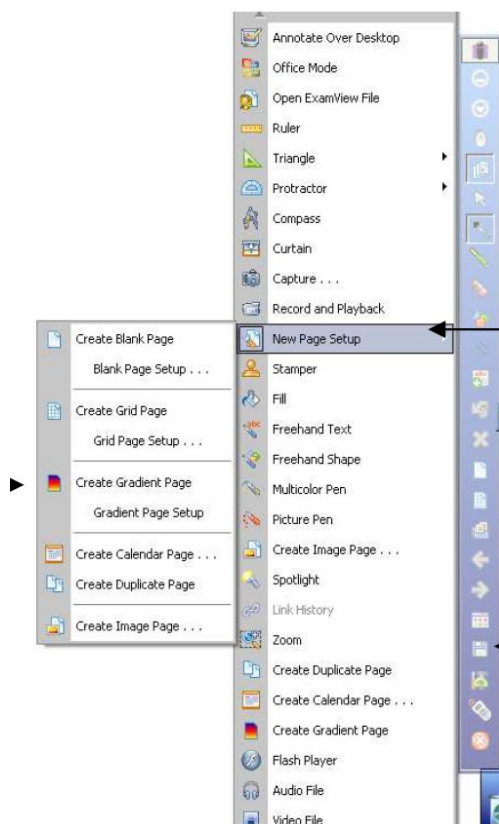 Annotate Over Desktop
Office Mode
Open ExamView File
Ruler
Triangle
Protractor
Compass
Curtain
Capture . . .
Record and Playback
New Page Setup
Stamper
Fill
Freehand Text
Freehand Shape
Multicolor Pen
Picture Pen
Create Image Page . . .
Spotlight
Link History
Zoom
Create Duplicate Page
Create Calendar Page . . .
Create Gradient Page
Flash Player
Audio File
Video File
Create Blank Page
Blank Page Setup . . .
Create Grid Page
Grid Page Setup . . .
Create Gradient Page
Gradient Page Setup
Create Calendar Page . . .
Create Duplicate Page
Create Image Page . . .